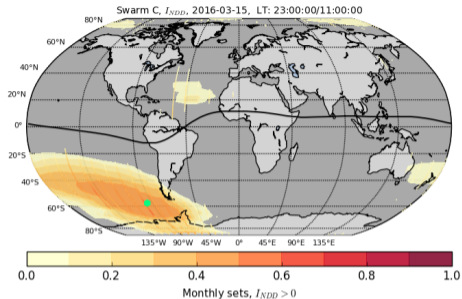 Swarm C, I_NDD, 2016-03-15, LT: 23:00:00/11:00:00
80°N
60°N
40°N
20°N
0°
20°S
40°S
60°S
80°S
135°W 90°W 45°W 0° 45°E 90°E 135°E
0.0 0.2 0.4 0.6 0.8 1.0
Monthly sets, I_NDD > 0